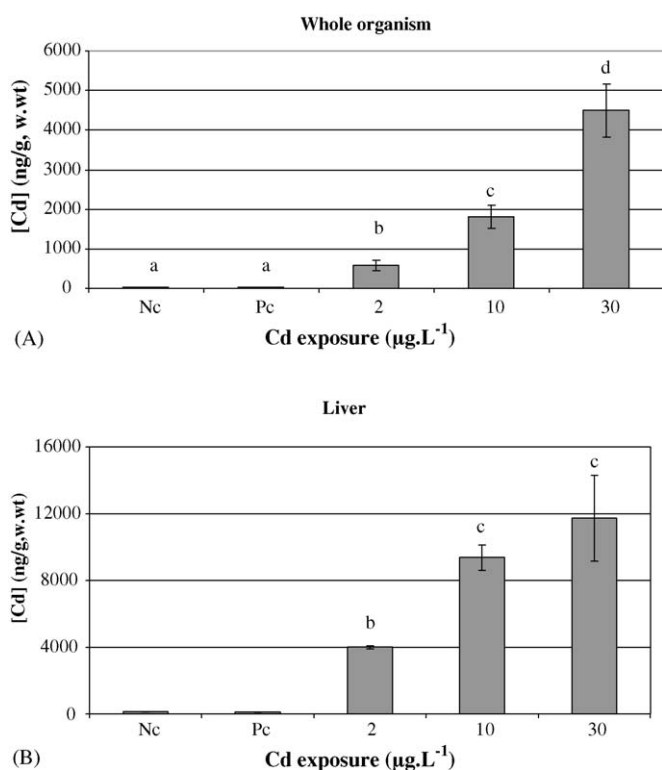 Whole organism
6000
5000
4000
3000
2000
1000
0
[Cd] (ng/g, w.wt)
a
a
b
c
d
Nc Pc 2 10 30
(A)
Cd exposure (µg.L-1)
Liver
16000
12000
8000
4000
0
[Cd] (ng/g,w.wt)
b
c
c
Nc Pc 2 10 30
(B)
Cd exposure (µg.L-1)